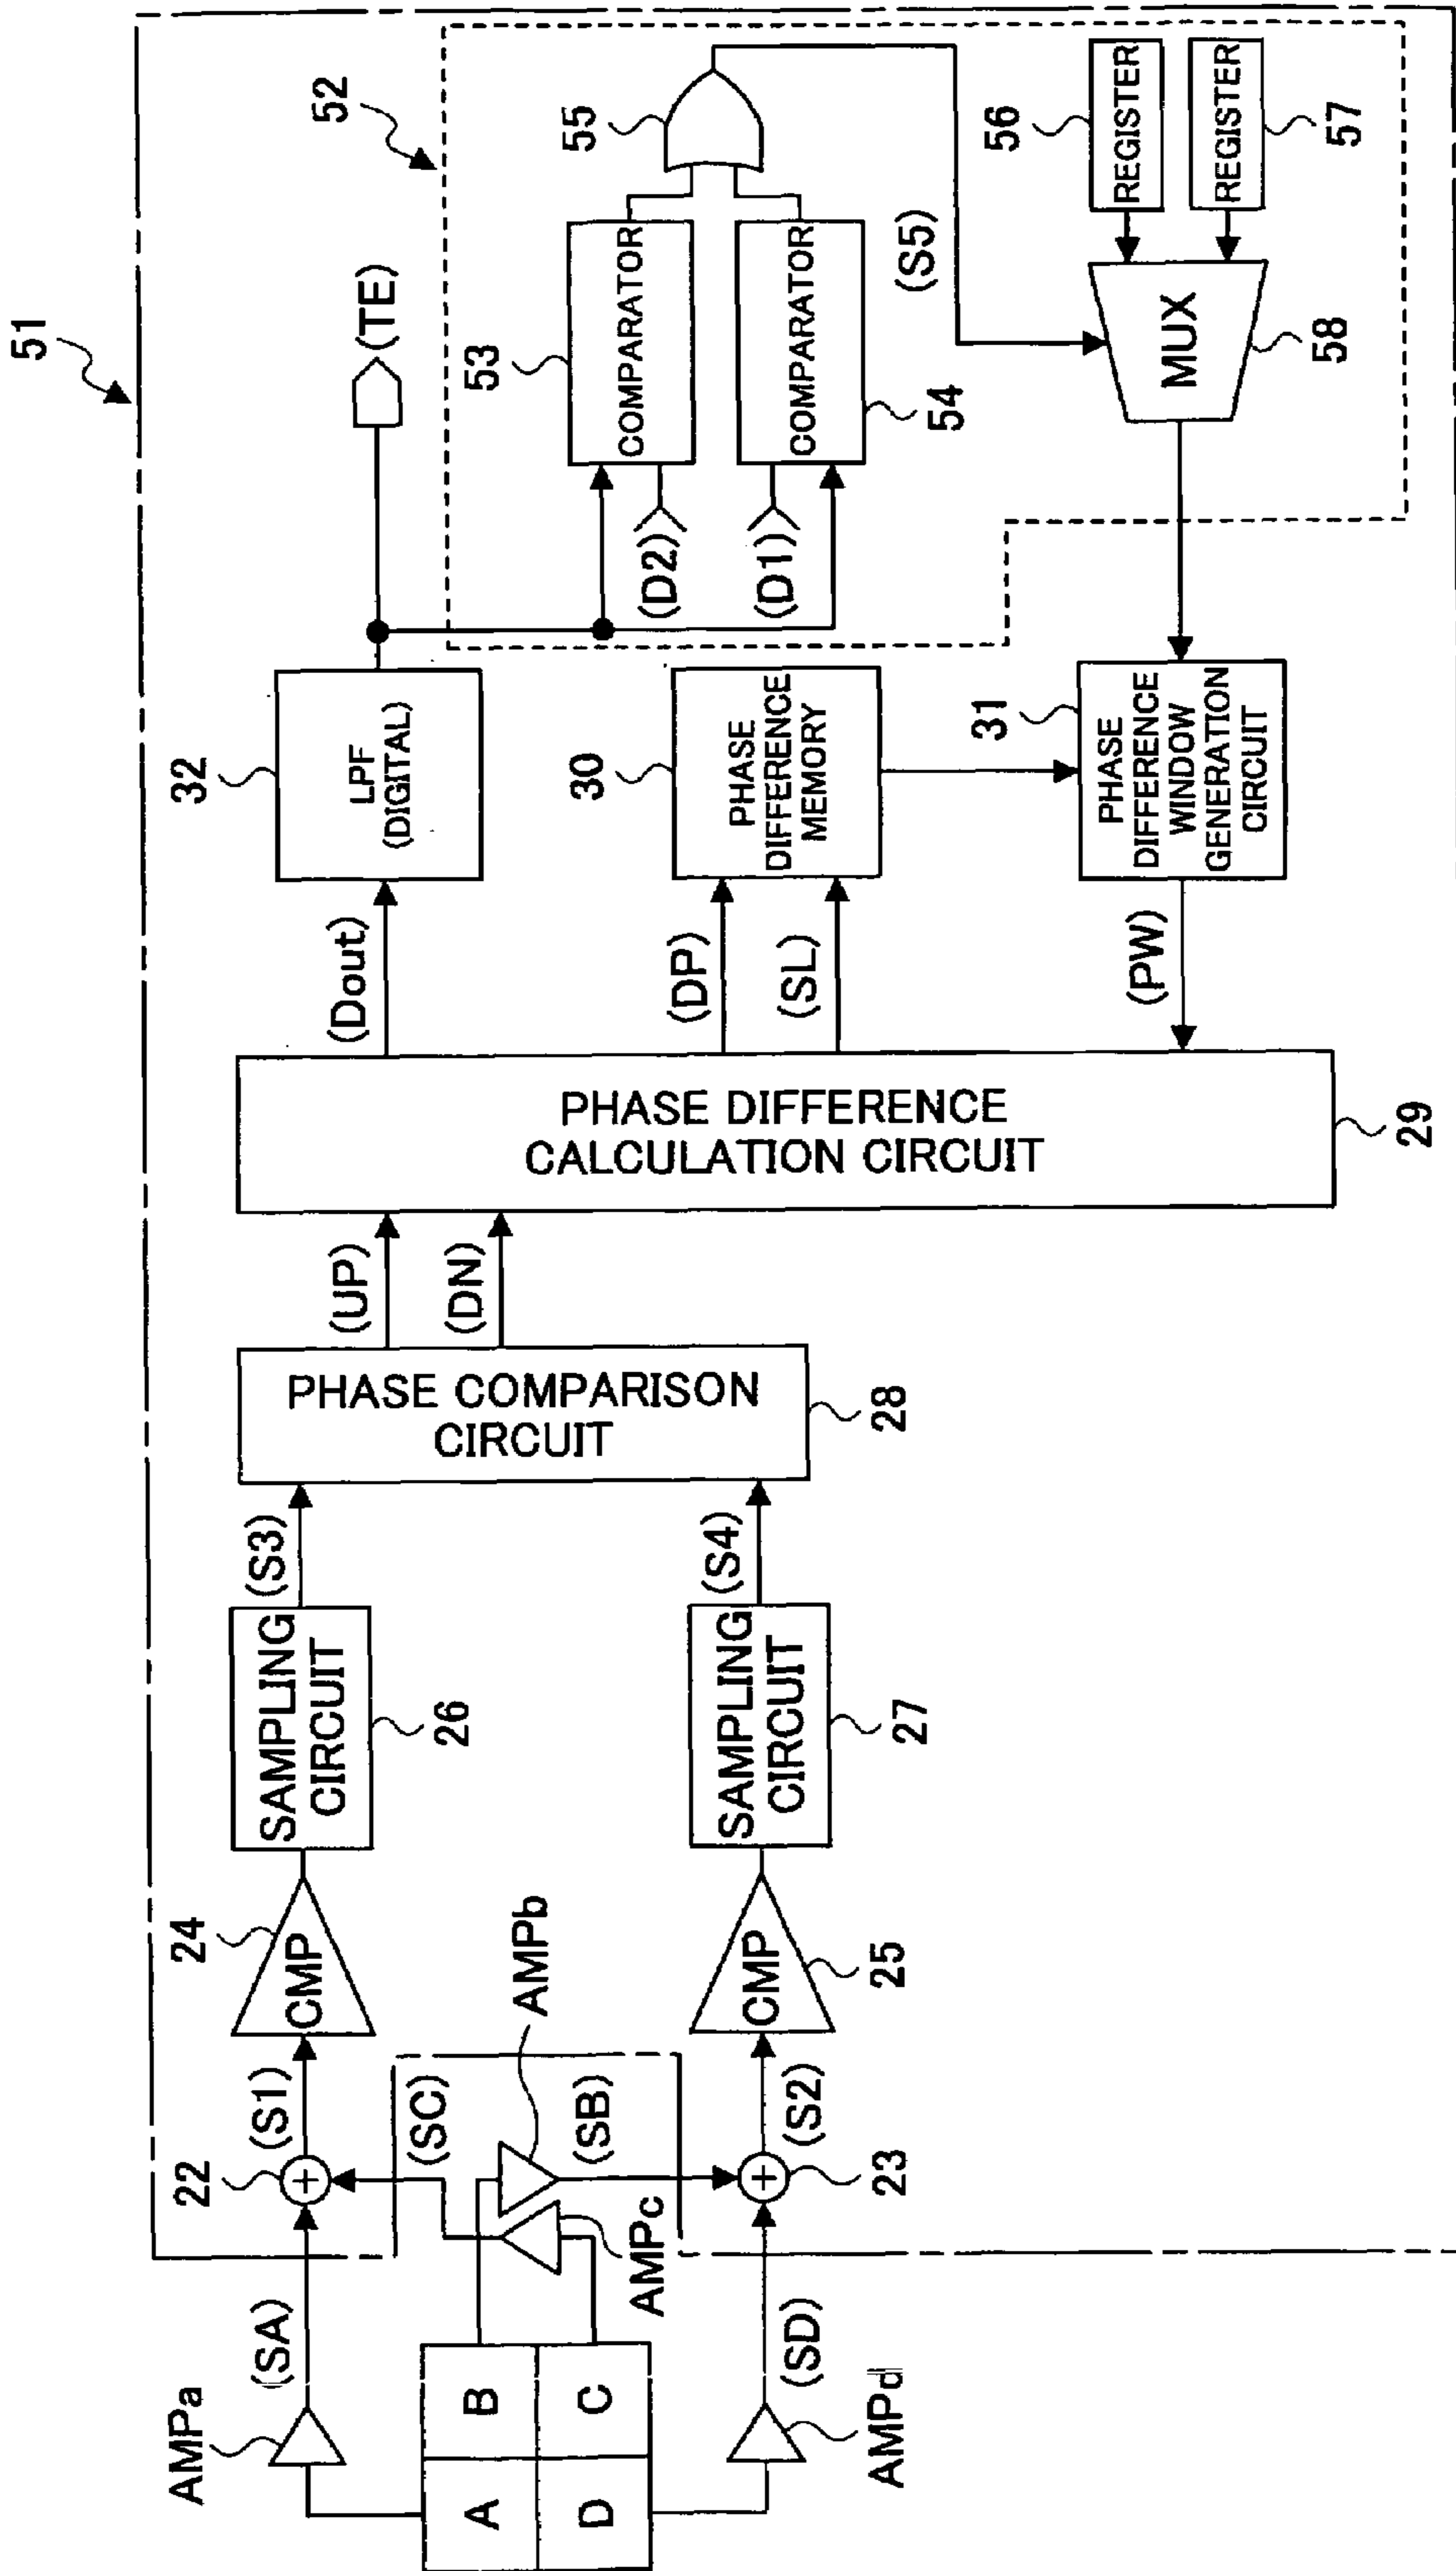 51
52
(TE)
AMPa
(SA)
22
(S1)
24
CMP
SAMPLING
CIRCUIT
26
(S3)
PHASE COMPARISON
CIRCUIT
28
(UP)
(DN)
PHASE DIFFERENCE
CALCULATION CIRCUIT
29
(Dout)
32
LPF
(DIGITAL)
A
B
D
C
(SC)
AMPb
(SB)
AMPc
AMPd
(SD)
23
(S2)
CMP
25
SAMPLING
CIRCUIT
27
(S4)
(DP)
(SL)
30
PHASE
DIFFERENCE
MEMORY
(PW)
31
PHASE
DIFFERENCE
WINDOW
GENERATION
CIRCUIT
53
COMPARATOR
(D2)
(D1)
COMPARATOR
54
55
(S5)
MUX
58
56
REGISTER
REGISTER
57